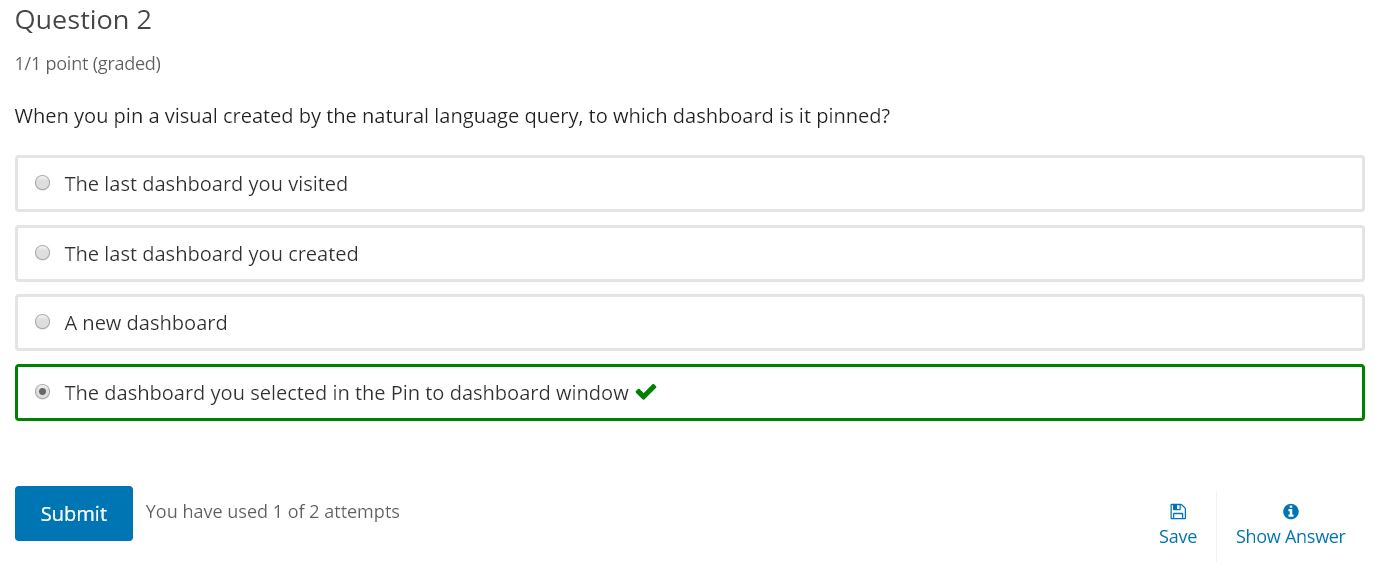 Question 2
1/1 point (graded)
When you pin a visual created by the natural language query, to which dashboard is it pinned?
The last dashboard you visited
The last dashboard you created
A new dashboard
The dashboard you selected in the Pin to dashboard window
Submit
You have used 1 of 2 attempts
Save
Show Answer